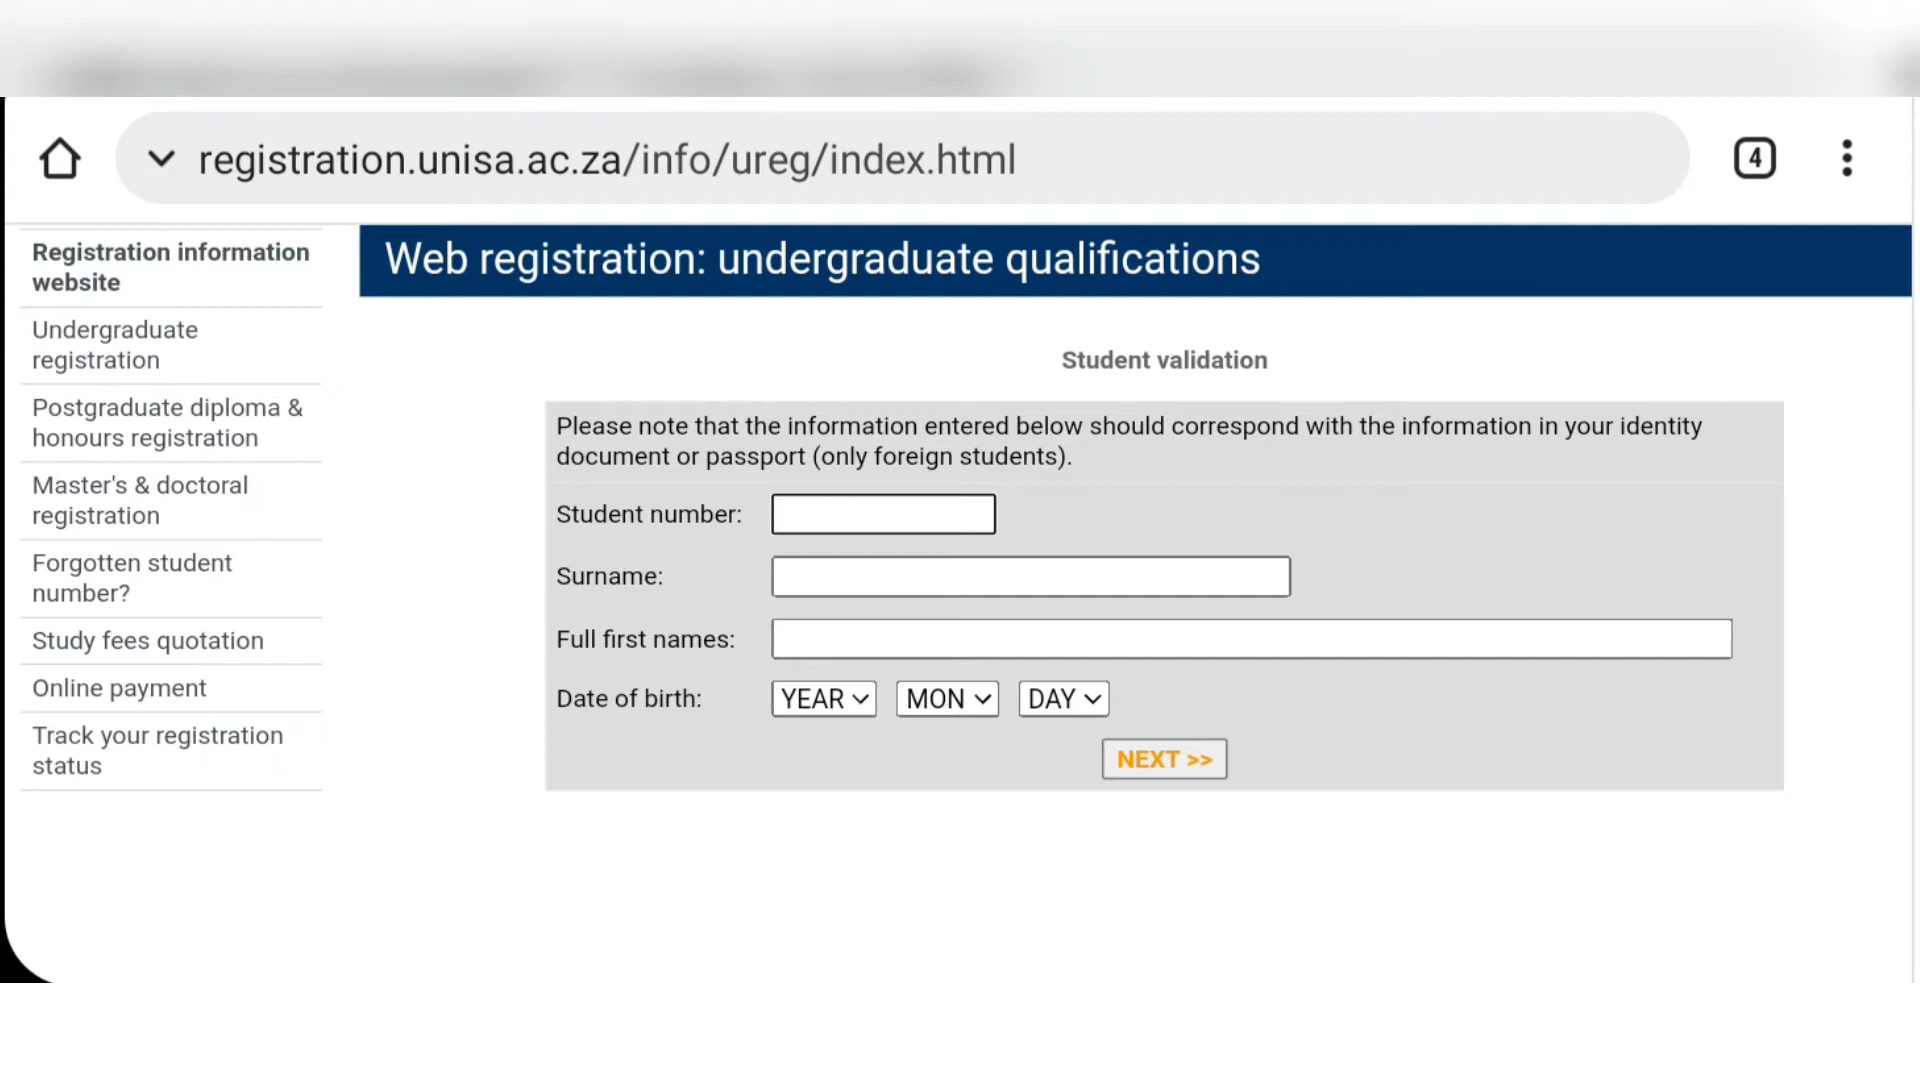 registration.unisa.ac.za/info/ureg/index.html
4
Registration information
website
Undergraduate
registration
Postgraduate diploma &
honours registration
Master's & doctoral
registration
Forgotten student
number?
Study fees quotation
Online payment
Track your registration
status
Web registration: undergraduate qualifications
Student validation
Please note that the information entered below should correspond with the information in your identity
document or passport (only foreign students).
Student number:
Surname:
Full first names:
Date of birth: YEAR MON DAY
NEXT >>